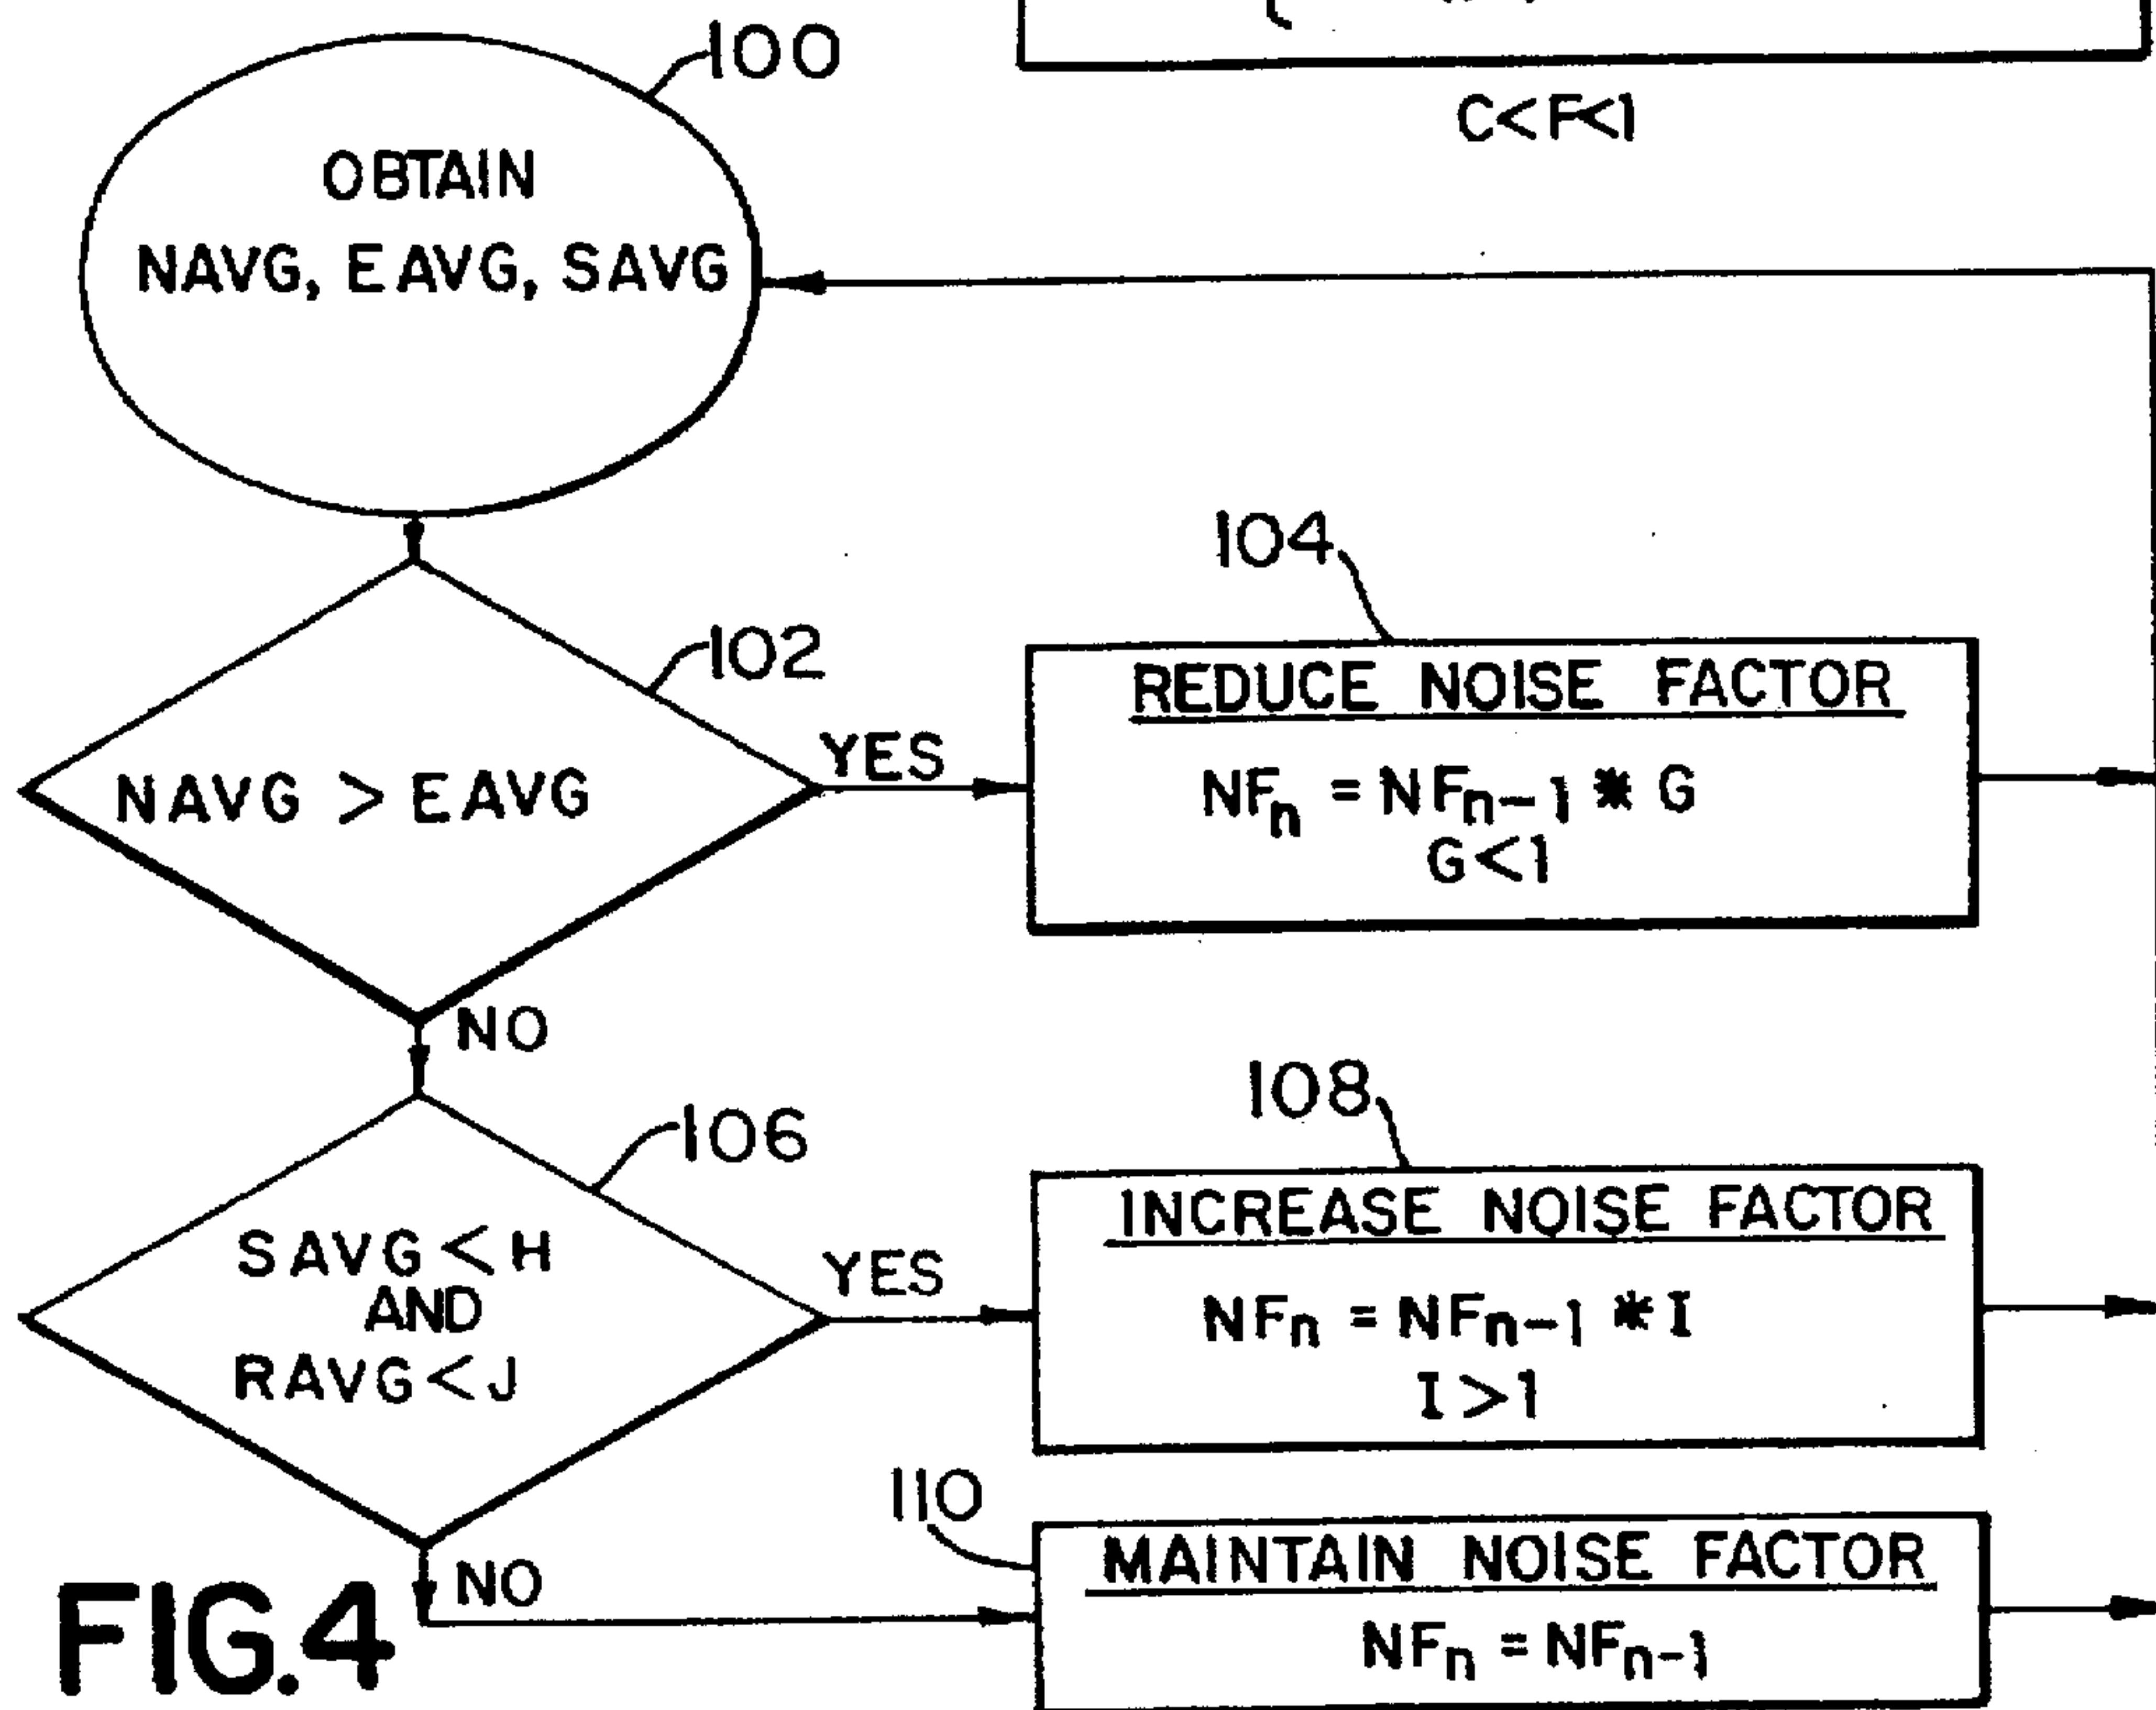 C<F<1
100
OBTAIN
NAVG, EAVG, SAVG
102
NAVG > EAVG
YES
NO
104
REDUCE NOISE FACTOR
NFn = NFn-1 * G
G<1
106
SAVG < H
AND
RAVG < J
YES
NO
108
INCREASE NOISE FACTOR
NFn = NFn-1 * I
I>1
110
MAINTAIN NOISE FACTOR
NFn = NFn-1
FIG.4